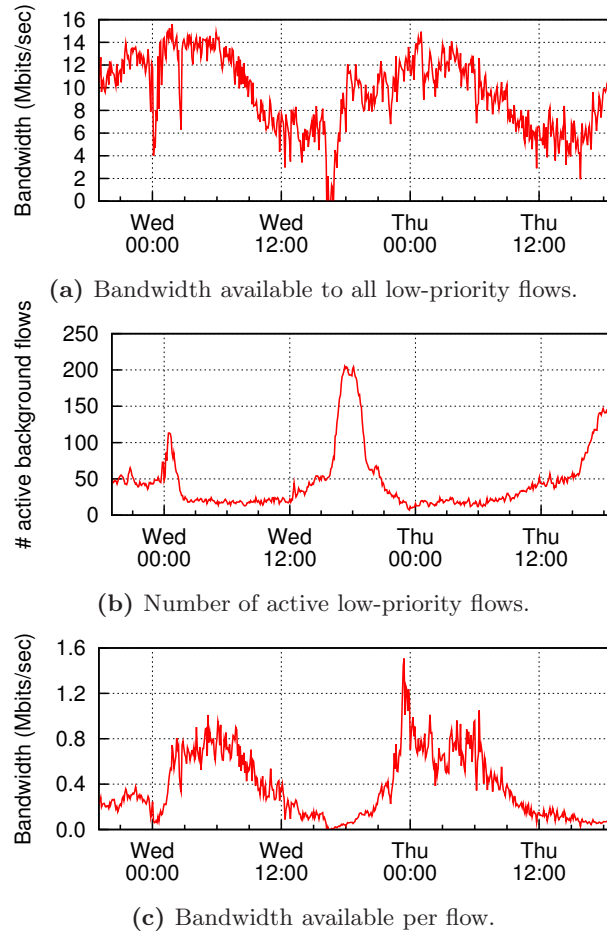 Bandwidth (Mbits/sec)
16
14
12
10
8
6
4
2
0
Wed Wed Thu Thu
00:00 12:00 00:00 12:00
(a) Bandwidth available to all low-priority flows.
# active background flows
250
200
150
100
50
0
Wed Wed Thu Thu
00:00 12:00 00:00 12:00
(b) Number of active low-priority flows.
Bandwidth (Mbits/sec)
1.6
1.2
0.8
0.4
0.0
Wed Wed Thu Thu
00:00 12:00 00:00 12:00
(c) Bandwidth available per flow.